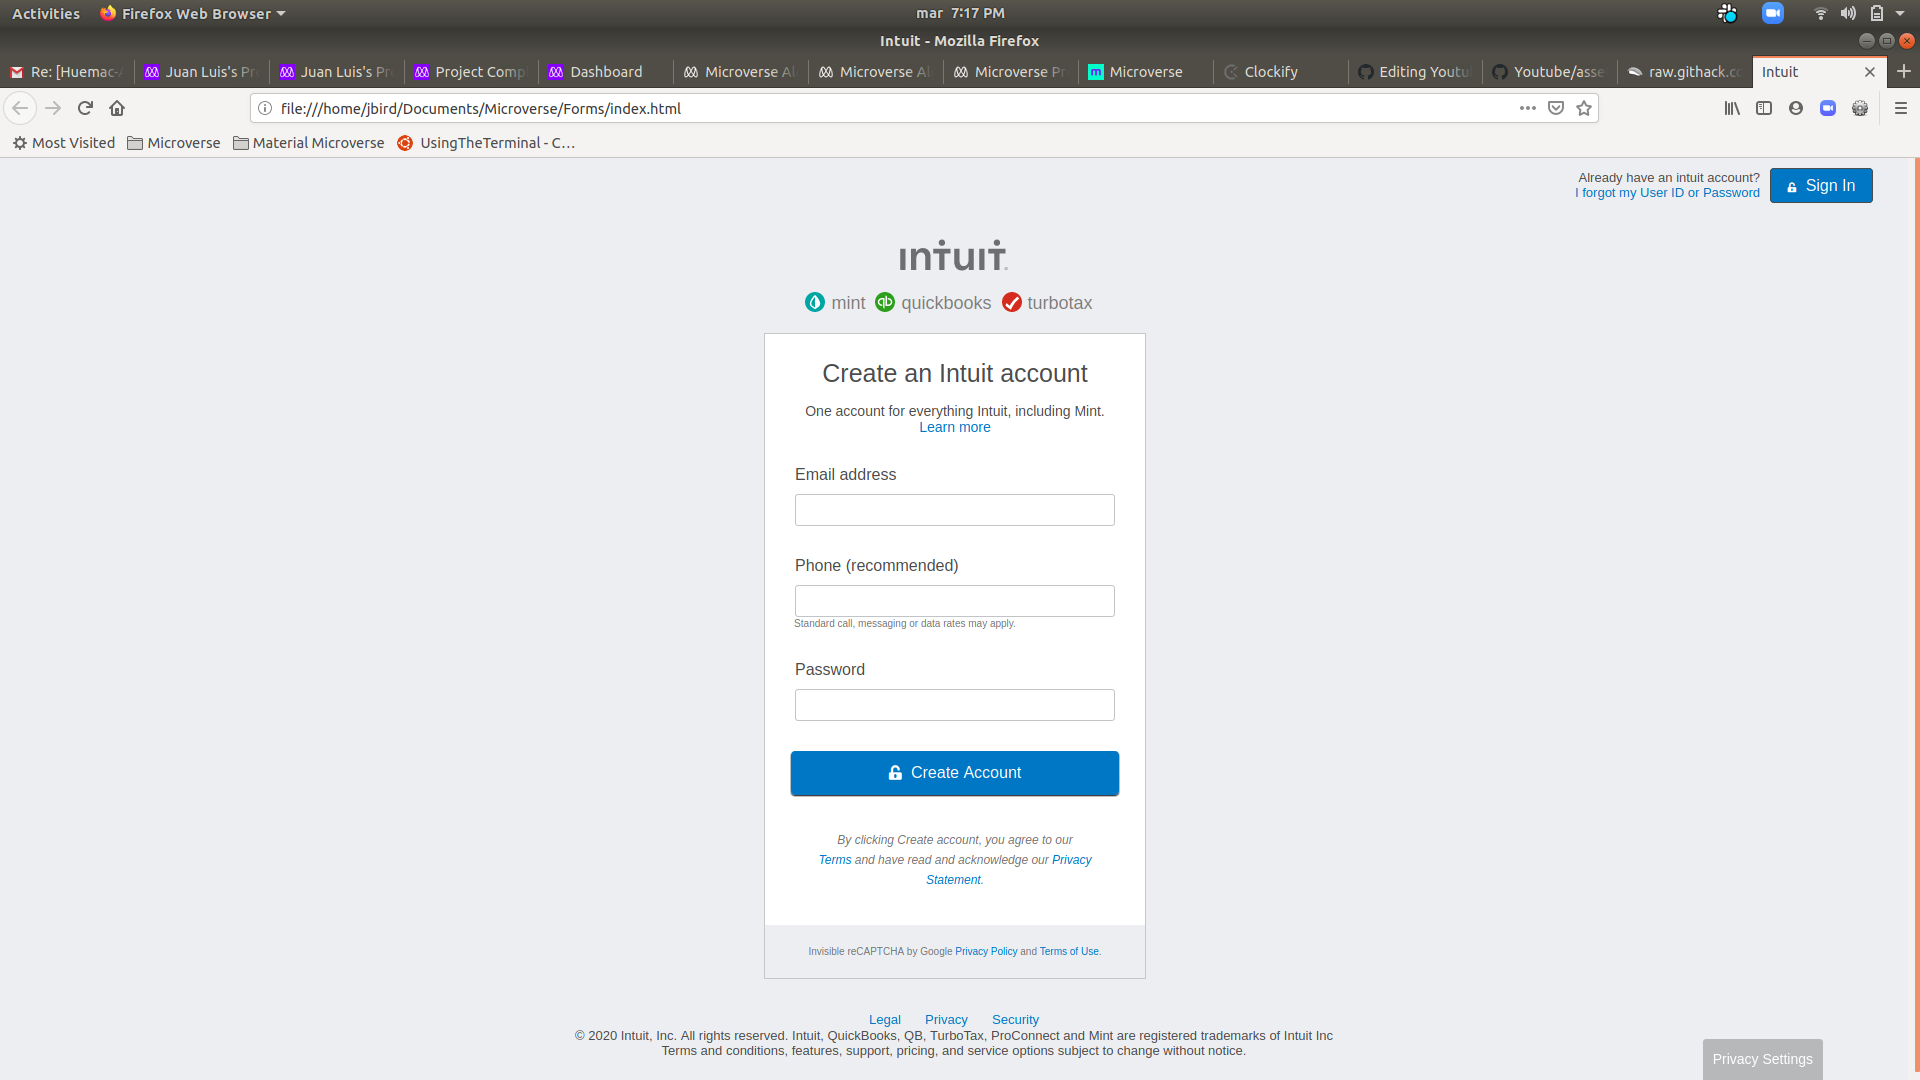 Activities
Firefox Web Browser
mar 7:17 PM
Intuit - Mozilla Firefox
Re: [Huemac-
Juan Luis's Pr
Juan Luis's Pr
Project Comp
Dashboard
Microverse Al
Microverse Al
Microverse Pr
Microverse
Clockify
Editing Youtu
Youtube/asse
raw.githack.co
Intuit
file:///home/jbird/Documents/Microverse/Forms/index.html
Most Visited
Microverse
Material Microverse
UsingTheTerminal - C…
Already have an intuit account?
I forgot my User ID or Password
Sign In
intuit.
mint
quickbooks
turbotax
Create an Intuit account
One account for everything Intuit, including Mint.
Learn more
Email address
Phone (recommended)
Standard call, messaging or data rates may apply.
Password
Create Account
By clicking Create account, you agree to our
Terms and have read and acknowledge our Privacy
Statement.
Invisible reCAPTCHA by Google Privacy Policy and Terms of Use.
Legal
Privacy
Security
© 2020 Intuit, Inc. All rights reserved. Intuit, QuickBooks, QB, TurboTax, ProConnect and Mint are registered trademarks of Intuit Inc
Terms and conditions, features, support, pricing, and service options subject to change without notice.
Privacy Settings